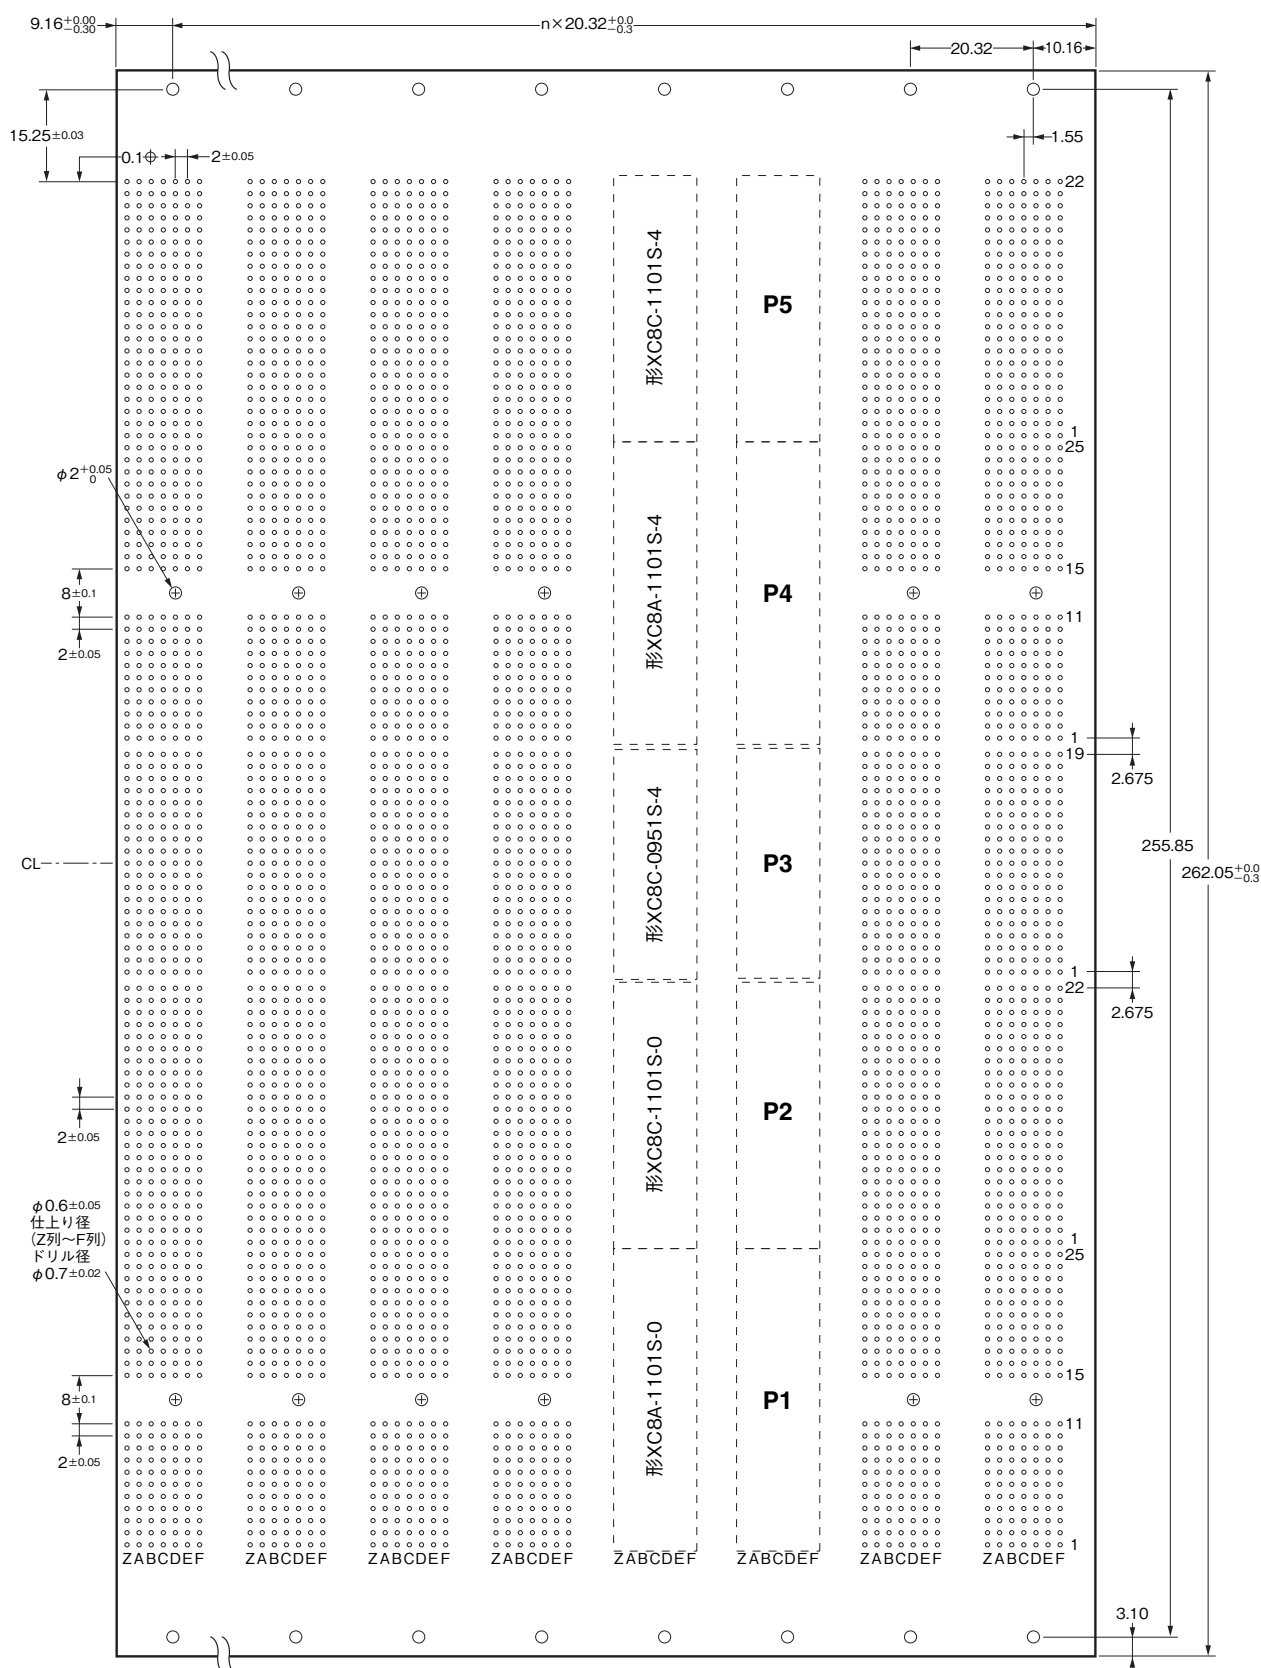 9.16+0.00−0.30
n×20.32+0.0−0.3
20.32
10.16
15.25±0.03
0.1
2±0.05
1.55
22
形XC8C-1101S-4
P5
1
25
φ2+0.05 0
形XC8A-1101S-4
P4
15
8±0.1
11
2±0.05
1
19
2.675
形XC8C-0951S-4
P3
CL
255.85
262.05+0.0−0.3
1
22
2.675
形XC8C-1101S-0
P2
2±0.05
φ0.6±0.05
仕上り径
(Z列〜F列)
ドリル径
φ0.7±0.02
1
25
形XC8A-1101S-0
P1
15
8±0.1
11
2±0.05
1
ZABCDEF ZABCDEF ZABCDEF ZABCDEF ZABCDEF ZABCDEF ZABCDEF ZABCDEF
3.10